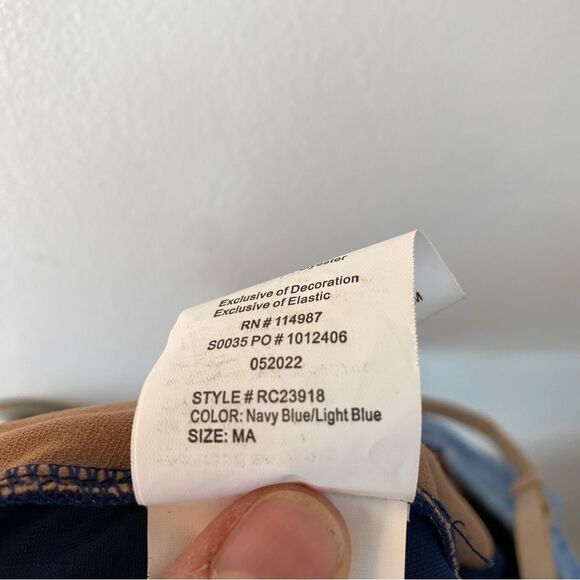 Exclusive of Decoration
Exclusive of Elastic
RN # 114987
S0035 PO # 1012406
052022
STYLE # RC23918
COLOR: Navy Blue/Light Blue
SIZE: MA